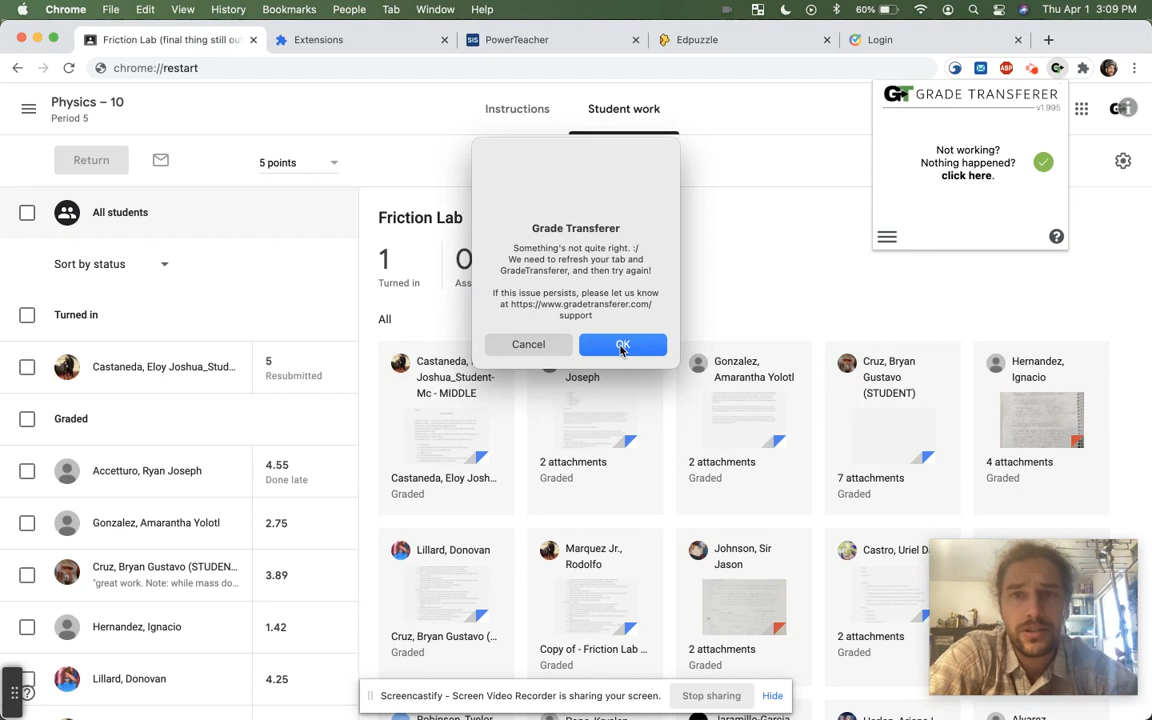 Chrome File Edit View History Bookmarks People Tab Window Help 60% Thu Apr 1 3:09 PM
Friction Lab (final thing still ou Extensions SIS PowerTeacher Edpuzzle Login
chrome://restart ABP
Physics – 10
Period 5
Instructions Student work
GT GRADE TRANSFERER
v1.995
Not working?
Nothing happened?
click here.
Return 5 points
All students
Sort by status
Turned in
Castaneda, Eloy Joshua_Stud... 5
Resubmitted
Graded
Accetturo, Ryan Joseph 4.55
Done late
Gonzalez, Amarantha Yolotl 2.75
Cruz, Bryan Gustavo (STUDEN... 3.89
"great work. Note: while mass do...
Hernandez, Ignacio 1.42
Lillard, Donovan 4.25
Friction Lab
1 0
Turned in Ass
All
Grade Transferer
Something's not quite right. :/
We need to refresh your tab and
GradeTransferer, and then try again!
If this issue persists, please let us know
at https://www.gradetransferer.com/
support
Cancel OK
Castaneda,
Joshua_Student-
Mc - MIDDLE
Castaneda, Eloy Josh...
Graded
Joseph
2 attachments
Graded
Gonzalez,
Amarantha Yolotl
2 attachments
Graded
Cruz, Bryan
Gustavo
(STUDENT)
7 attachments
Graded
Hernandez,
Ignacio
4 attachments
Graded
Lillard, Donovan
Cruz, Bryan Gustavo (...
Graded
Marquez Jr.,
Rodolfo
Copy of - Friction Lab ...
Graded
Johnson, Sir
Jason
2 attachments
Graded
Castro, Uriel D
2 attachments
Graded
Screencastify - Screen Video Recorder is sharing your screen. Stop sharing Hide